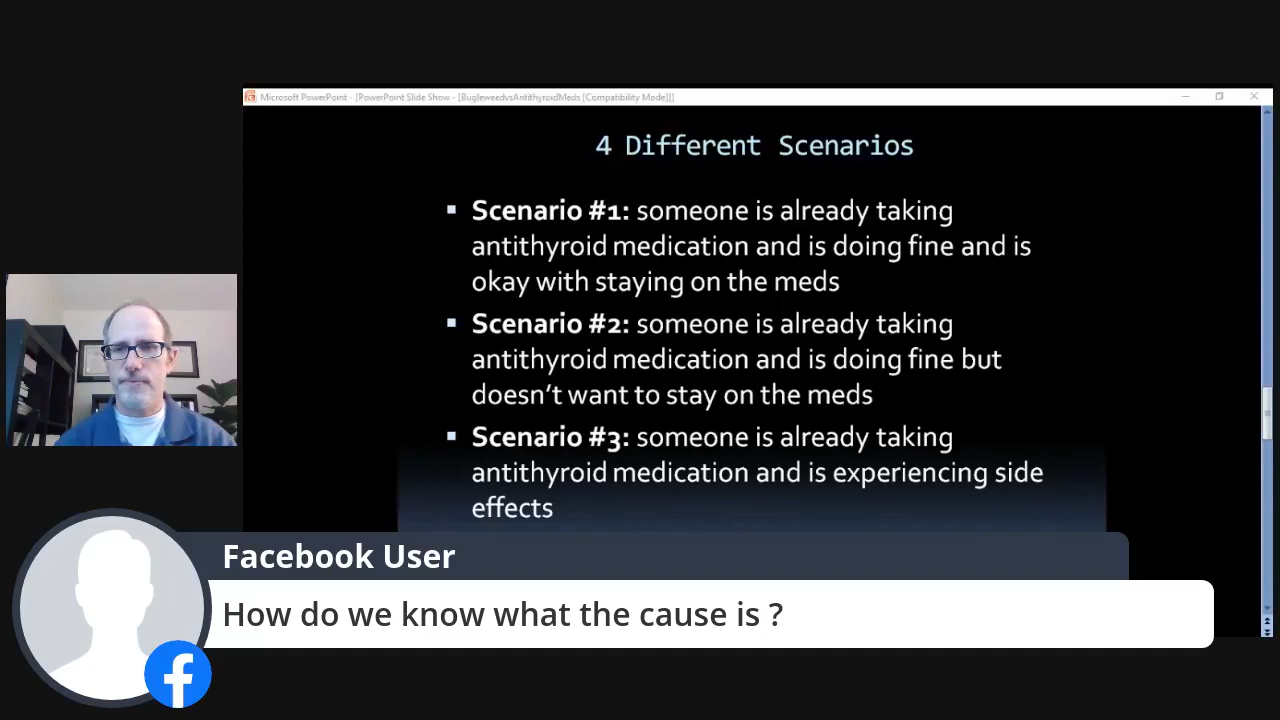 Microsoft PowerPoint - [PowerPoint Slide Show - [BugleweedvsAntithyroidMeds [Compatibility Mode]]]
4 Different Scenarios
▪ Scenario #1: someone is already taking
antithyroid medication and is doing fine and is
okay with staying on the meds
▪ Scenario #2: someone is already taking
antithyroid medication and is doing fine but
doesn't want to stay on the meds
▪ Scenario #3: someone is already taking
antithyroid medication and is experiencing side
effects
Facebook User
How do we know what the cause is ?